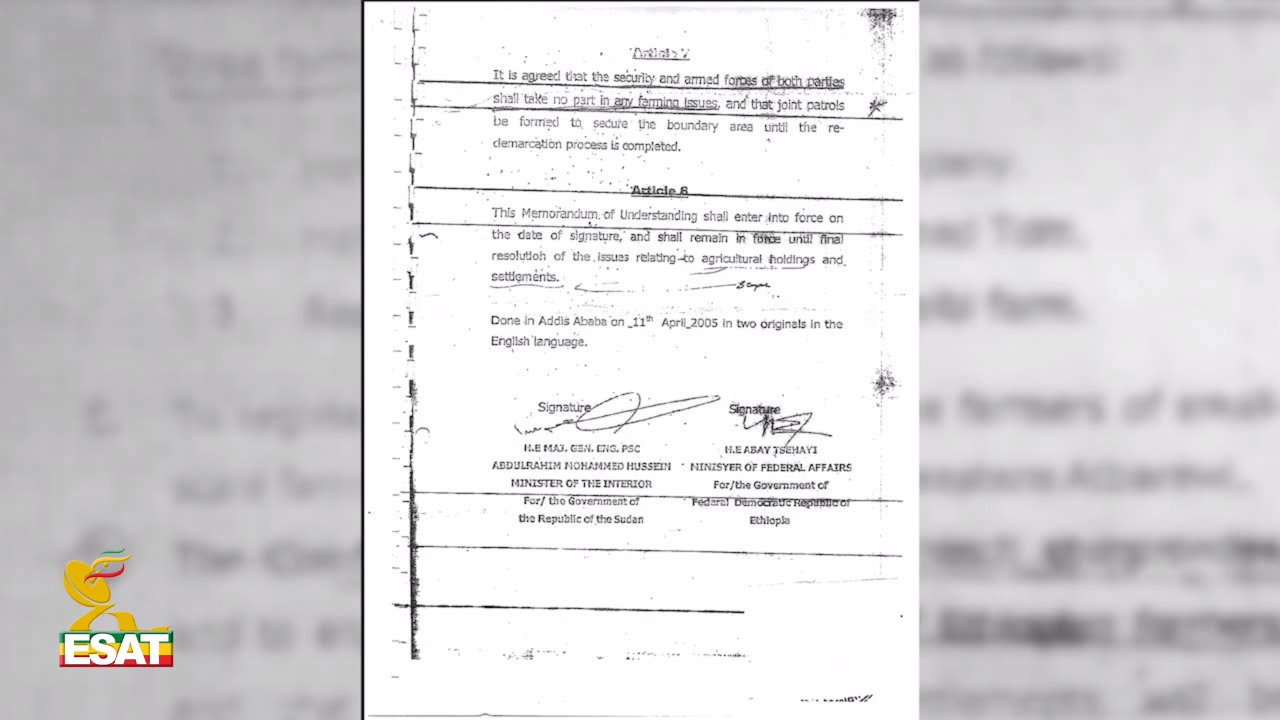 Article 7
It is agreed that the security and armed forces of both parties
shall take no part in any farming issues, and that joint patrols
be formed to secure the boundary area until the re-
demarcation process is completed.
Article 8
This Memorandum of Understanding shall enter into force on
the date of signature, and shall remain in force until final
resolution of the issues relating to agricultural holdings and
settlements.
scope
Done in Addis Ababa on 11th April 2005 in two originals in the
English language.
Signature
H.E MAJ. GEN. ENG. PSC
ABDULRAHIM MOHAMMED HUSSEIN
MINISTER OF THE INTERIOR
For/ the Government of
the Republic of the Sudan
Signature
H.E ABAY TSEHAYI
MINISYER OF FEDERAL AFFAIRS
For/the Government of
Federal Democratic Republic of
Ethiopia
ESAT